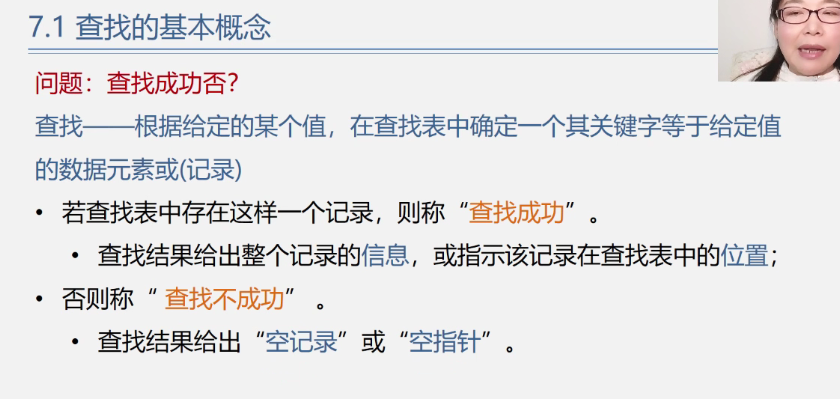 7.1 查找的基本概念
问题：查找成功否？
查找——根据给定的某个值，在查找表中确定一个其关键字等于给定值
的数据元素或(记录)
• 若查找表中存在这样一个记录，则称“查找成功”。
• 查找结果给出整个记录的信息，或指示该记录在查找表中的位置；
• 否则称“ 查找不成功” 。
• 查找结果给出“空记录”或“空指针”。